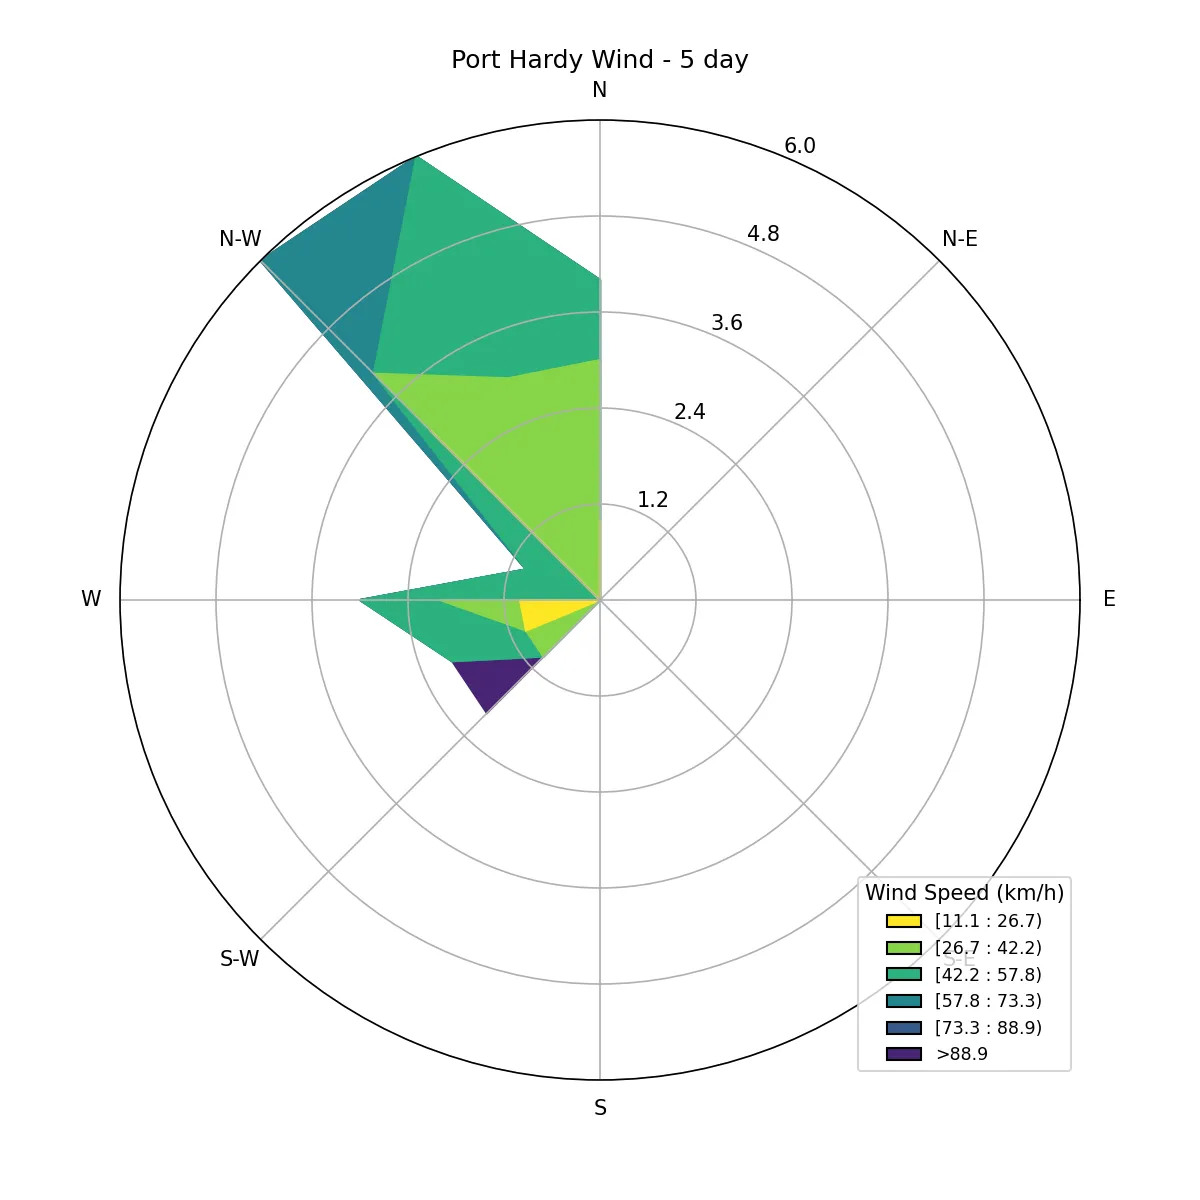 Port Hardy Wind - 5 day
N
6.0
N-W
4.8
N-E
3.6
2.4
1.2
W
E
Wind Speed (km/h)
[11.1 : 26.7)
[26.7 : 42.2)
[42.2 : 57.8)
[57.8 : 73.3)
[73.3 : 88.9)
>88.9
S-W
S-E
S